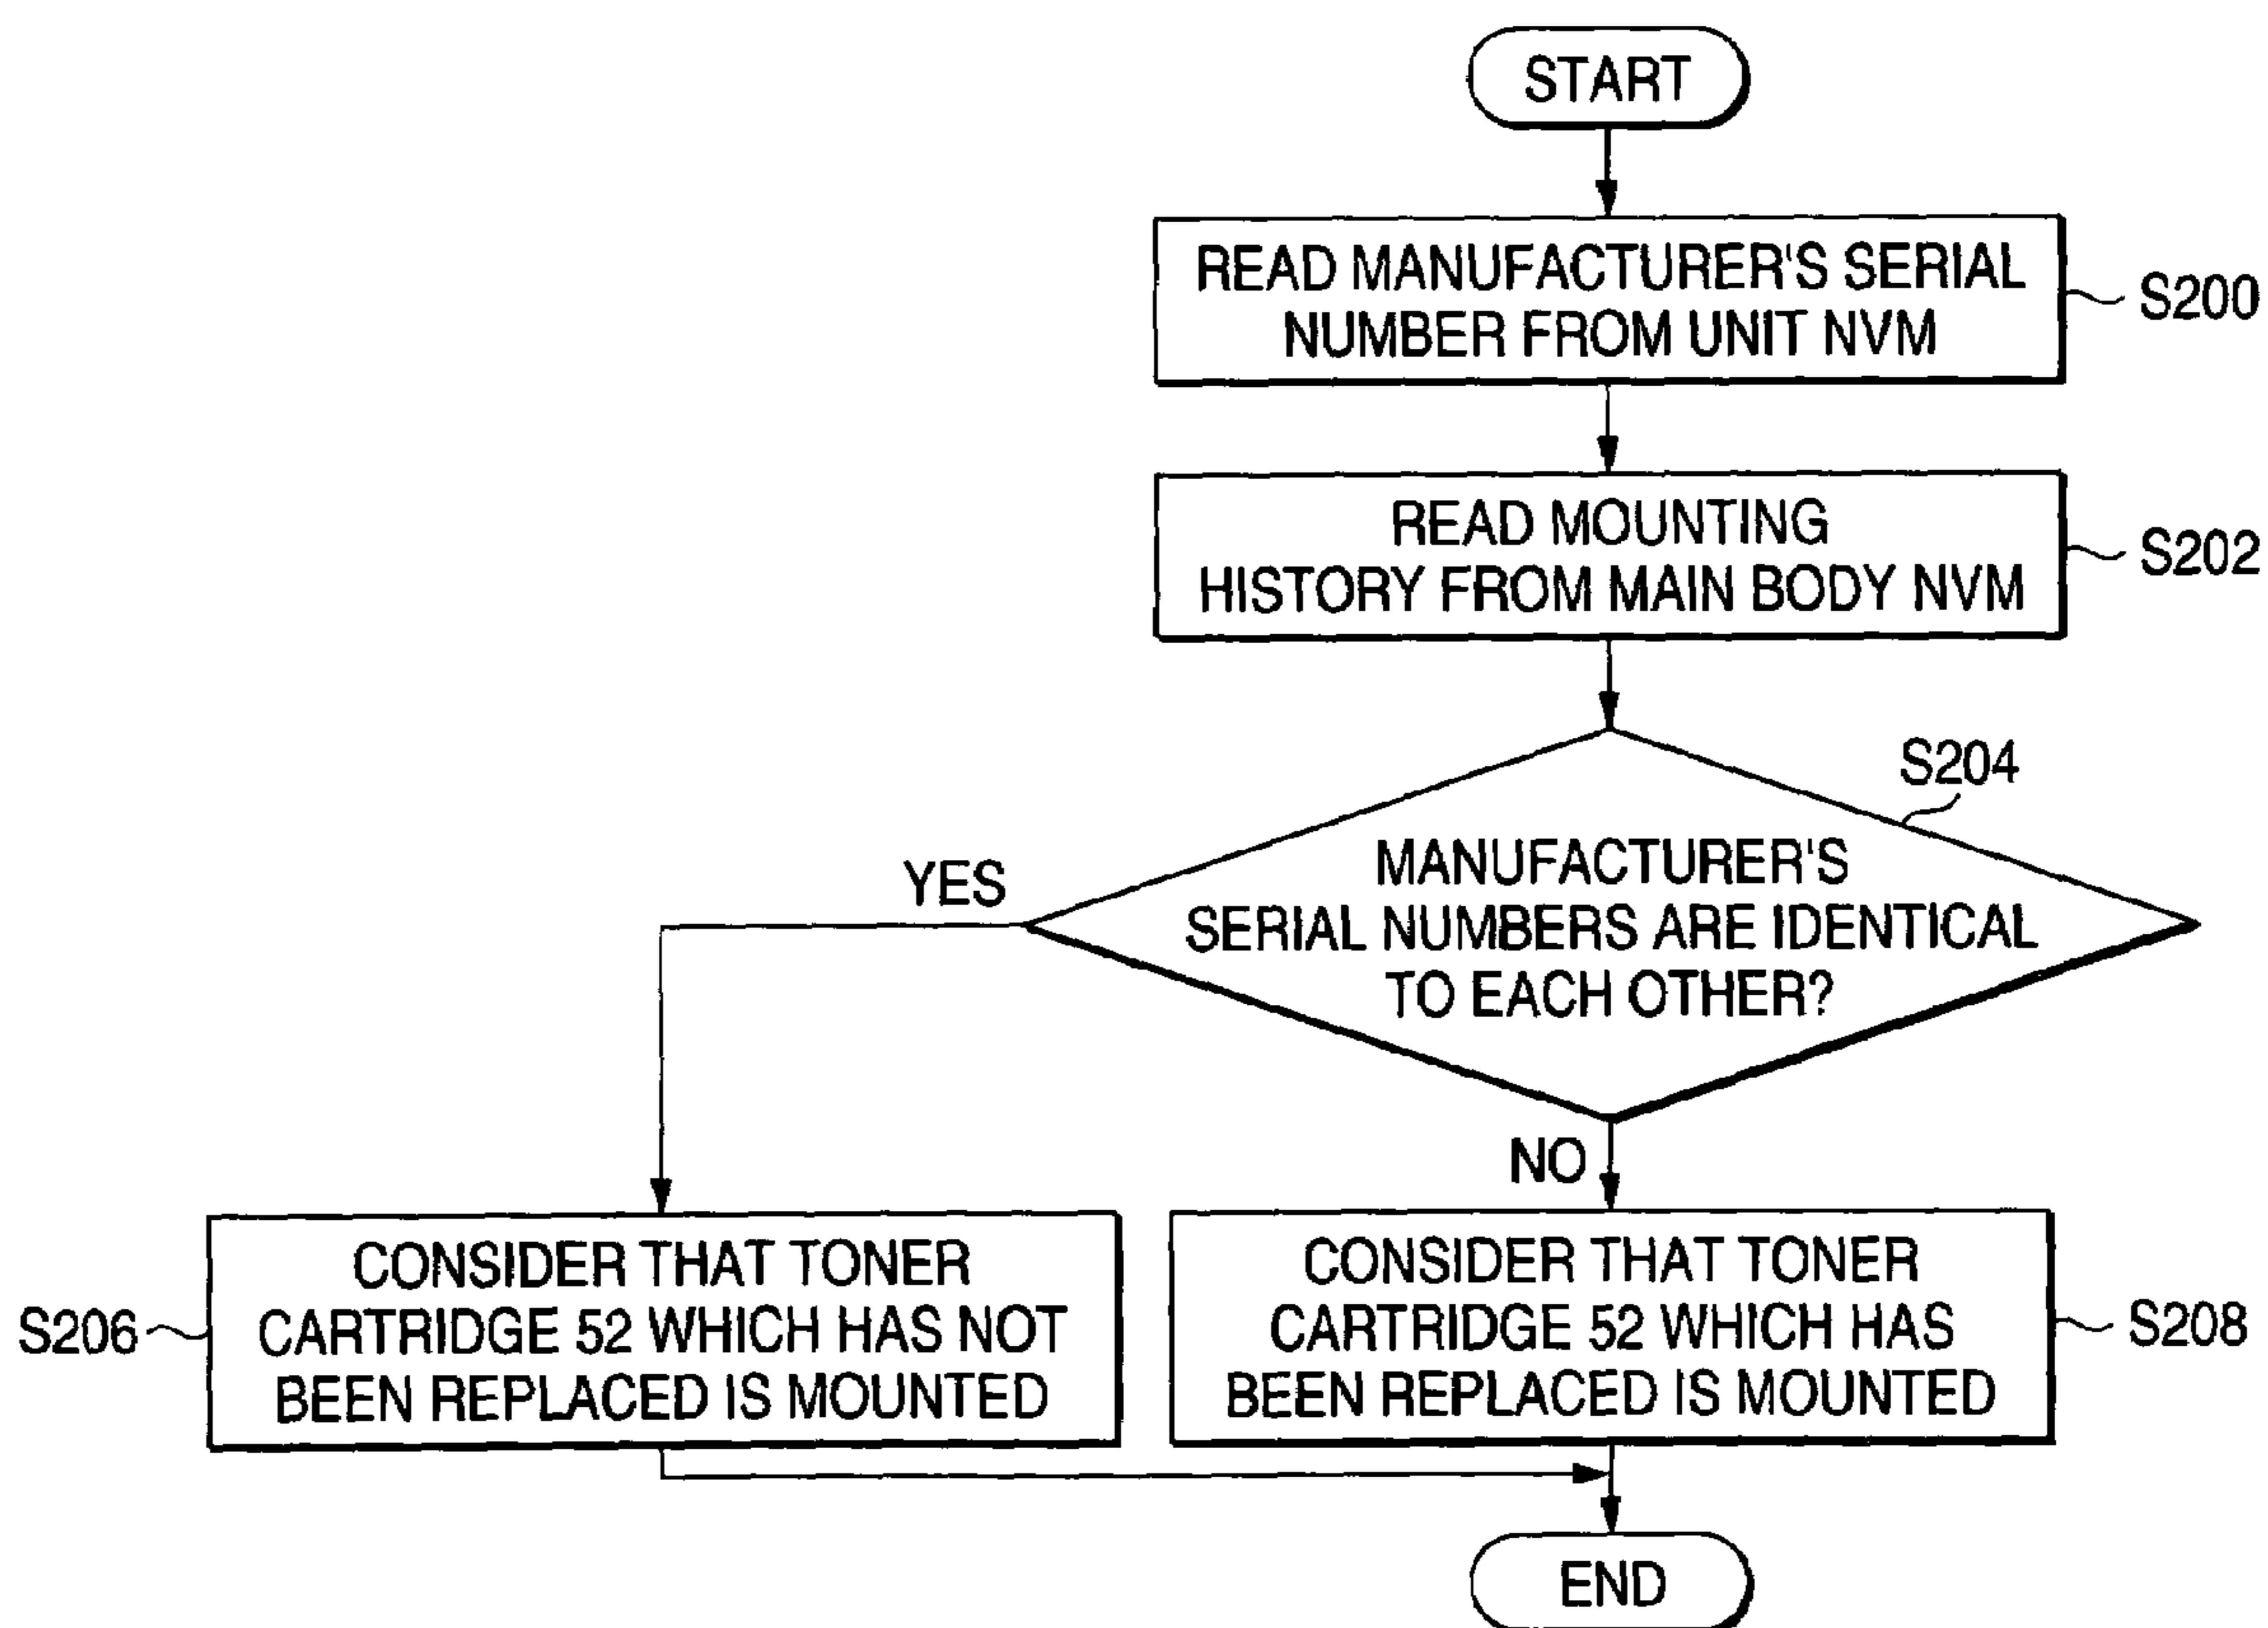 START
READ MANUFACTURER'S SERIAL
NUMBER FROM UNIT NVM
S200
READ MOUNTING
HISTORY FROM MAIN BODY NVM
S202
S204
MANUFACTURER'S
SERIAL NUMBERS ARE IDENTICAL
TO EACH OTHER?
YES
NO
CONSIDER THAT TONER
CARTRIDGE 52 WHICH HAS NOT
BEEN REPLACED IS MOUNTED
S206
CONSIDER THAT TONER
CARTRIDGE 52 WHICH HAS
BEEN REPLACED IS MOUNTED
S208
END